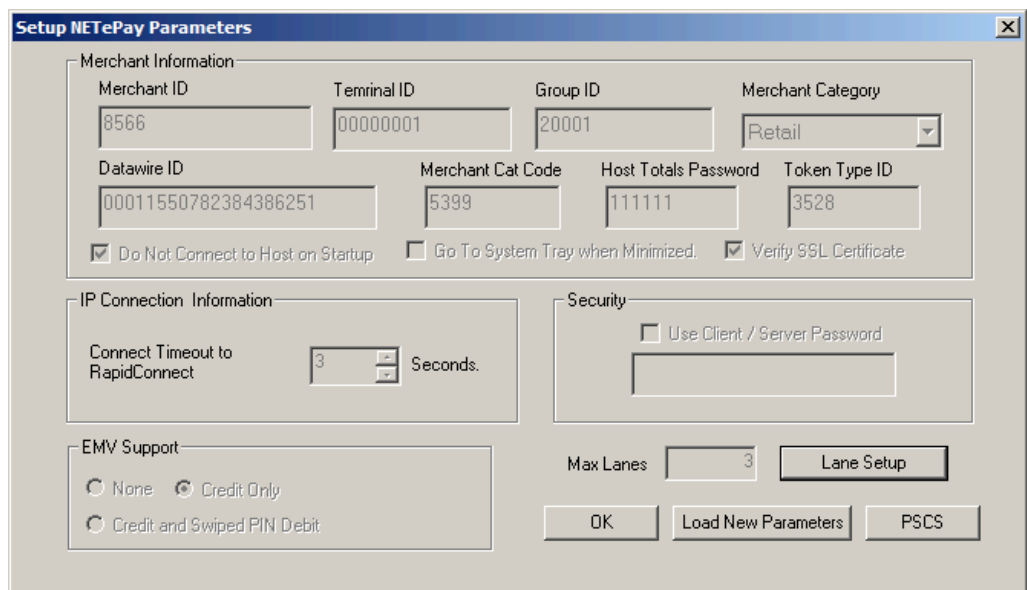 Setup NETePay Parameters
Merchant Information
Merchant ID
Temrinal ID
Group ID
Merchant Category
8566
00000001
20001
Retail
Datawire ID
Merchant Cat Code
Host Totals Password
Token Type ID
00011550782384386251
5399
111111
3528
Do Not Connect to Host on Startup
Go To System Tray when Minimized.
Verify SSL Certificate
IP Connection Information
Connect Timeout to
RapidConnect
3
Seconds.
Security
Use Client / Server Password
EMV Support
None
Credit Only
Credit and Swiped PIN Debit
Max Lanes
3
Lane Setup
OK
Load New Parameters
PSCS